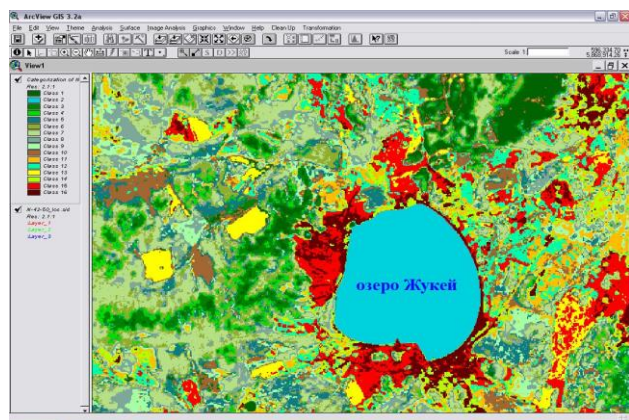 ArcView GIS 3.2a
File Edit View Theme Analysis Surface Image Analysis Graphics Window Help Clean Up Transformation
Scale 1:
View1
Class 1
Class 2
Class 3
Class 4
Class 5
Class 6
Class 7
Class 8
Class 9
Class 10
Class 11
Class 12
Class 13
Class 14
Class 15
Class 16
Layer_1
Layer_2
Layer_3
озеро Жукей